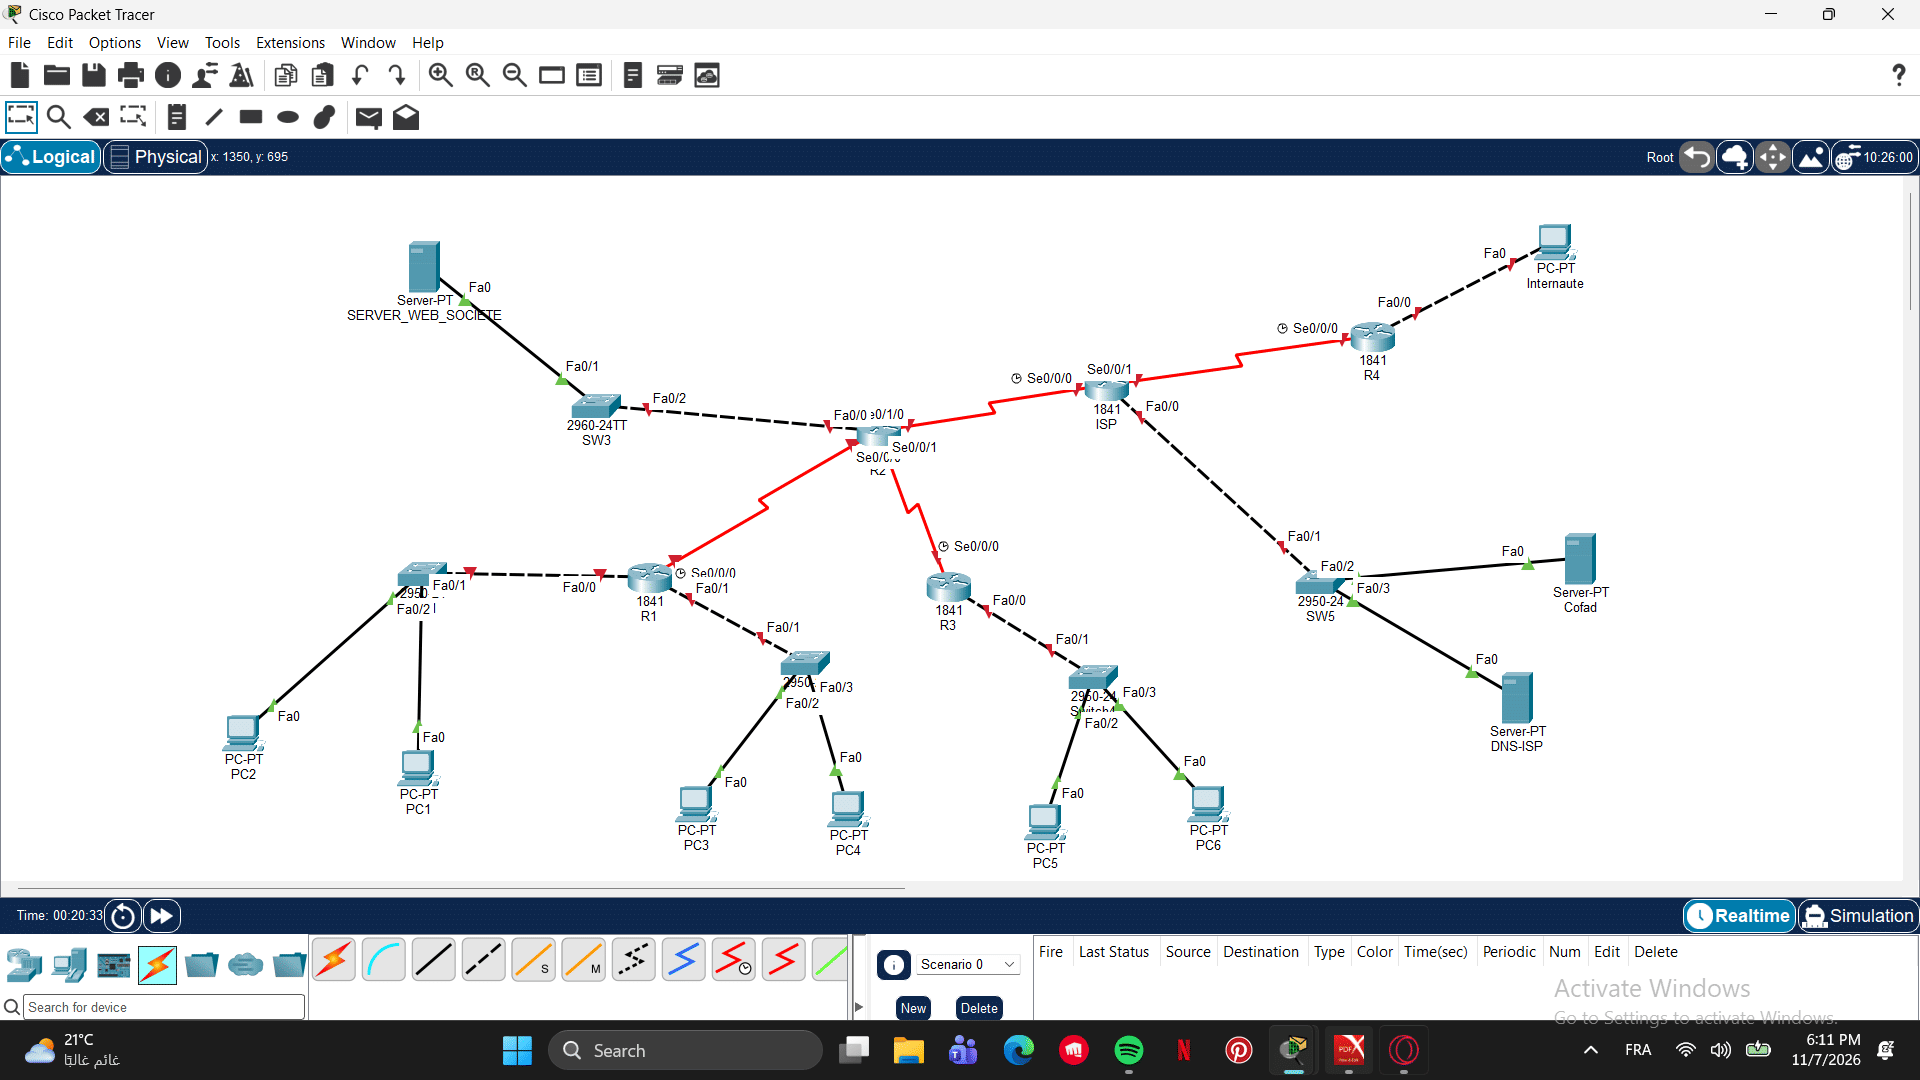 Cisco Packet Tracer
File Edit Options View Tools Extensions Window Help
Logical Physical x: 1350, y: 695 Root 10:26:00
Fa0
PC-PT
Internaute
Fa0
Server-PT
SERVER_WEB_SOCIETE
Fa0/0
Se0/0/0
1841
R4
Fa0/1
Fa0/2
2960-24TT
SW3
Se0/0/0
Se0/0/1
Fa0/0
1841
ISP
Fa0/0
Se0/0/1
R2
Fa0/1
Fa0/2
Fa0/3
2950-24
SW5
Fa0
Server-PT
Cofad
Fa0
Server-PT
DNS-ISP
Fa0/1
Fa0/2
Fa0/0
Se0/0/0
Fa0/1
1841
R1
Se0/0/0
Fa0/0
1841
R3
Fa0/1
Fa0/3
Fa0/2
Fa0/1
Fa0/3
2950-24
Switch4
Fa0/2
Fa0
PC-PT
PC2
Fa0
PC-PT
PC1
Fa0
PC-PT
PC3
Fa0
PC-PT
PC4
Fa0
PC-PT
PC5
Fa0
PC-PT
PC6
Time: 00:20:33 Realtime Simulation
S M
Search for device
Scenario 0
New Delete
Fire Last Status Source Destination Type Color Time(sec) Periodic Num Edit Delete
Activate Windows
Go to Settings to activate Windows.
21°C
غائم غالبًا
Search
FRA
6:11 PM
11/7/2026